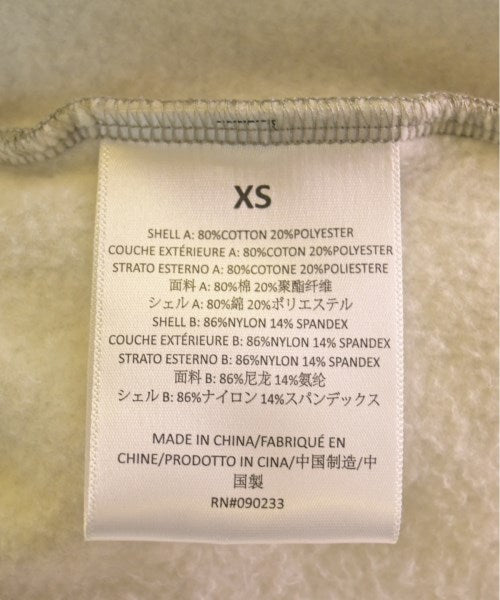 XS
SHELL A: 80%COTTON 20%POLYESTER
COUCHE EXTÉRIEURE A: 80%COTON 20%POLYESTER
STRATO ESTERNO A: 80%COTONE 20%POLIESTERE
面料 A: 80%棉 20%聚酯纤维
シェル A: 80%綿 20%ポリエステル
SHELL B: 86%NYLON 14% SPANDEX
COUCHE EXTÉRIEURE B: 86%NYLON 14% SPANDEX
STRATO ESTERNO B: 86%NYLON 14% SPANDEX
面料 B: 86%尼龙 14%氨纶
シェル B: 86%ナイロン 14%スパンデックス
MADE IN CHINA/FABRIQUÉ EN
CHINE/PRODOTTO IN CINA/中国制造/中
国製
RN#090233